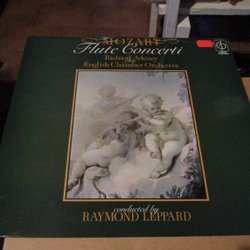 MOZART
Flute Concerti
Richard Adeney
English Chamber Orchestra
conducted by
RAYMOND LEPPARD